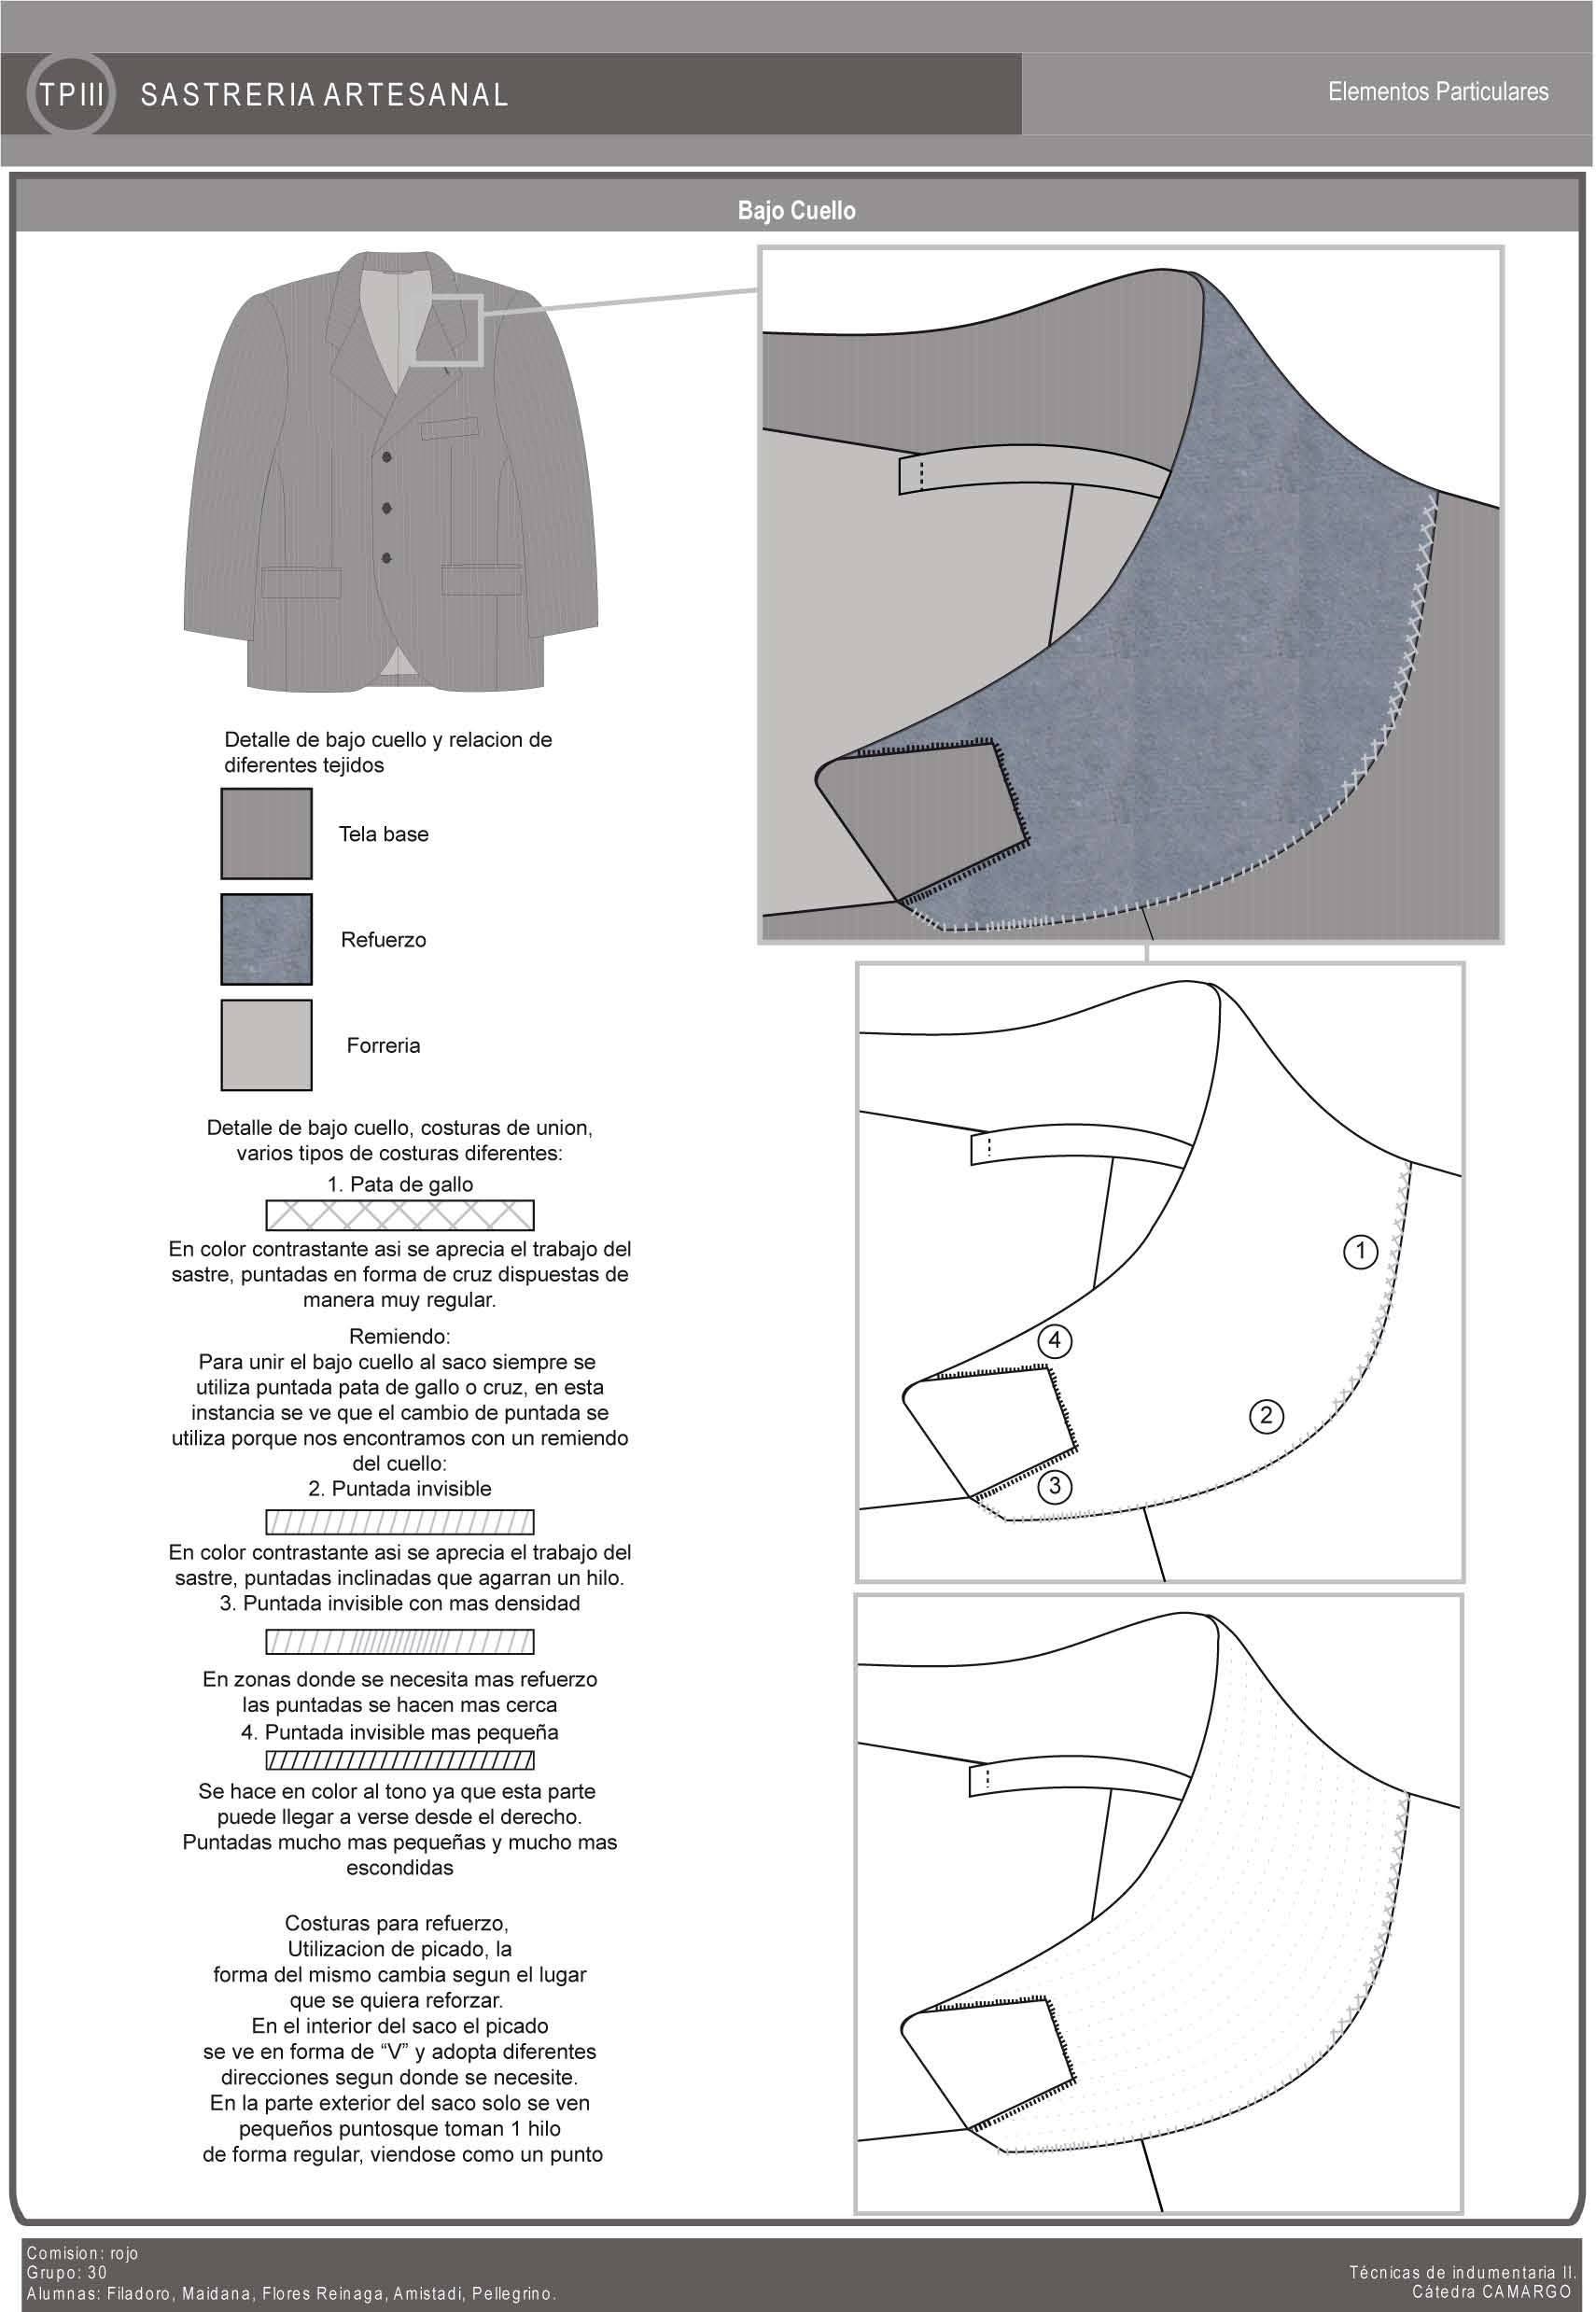 TPIII SASTRERIA ARTESANAL
Elementos Particulares
Bajo Cuello
Detalle de bajo cuello y relacion de
diferentes tejidos
Tela base
Refuerzo
Forreria
Detalle de bajo cuello, costuras de union,
varios tipos de costuras diferentes:
1. Pata de gallo
En color contrastante asi se aprecia el trabajo del
sastre, puntadas en forma de cruz dispuestas de
manera muy regular.
Remiendo:
Para unir el bajo cuello al saco siempre se
utiliza puntada pata de gallo o cruz, en esta
instancia se ve que el cambio de puntada se
utiliza porque nos encontramos con un remiendo
del cuello:
2. Puntada invisible
En color contrastante asi se aprecia el trabajo del
sastre, puntadas inclinadas que agarran un hilo.
3. Puntada invisible con mas densidad
En zonas donde se necesita mas refuerzo
las puntadas se hacen mas cerca
4. Puntada invisible mas pequeña
Se hace en color al tono ya que esta parte
puede llegar a verse desde el derecho.
Puntadas mucho mas pequeñas y mucho mas
escondidas
Costuras para refuerzo,
Utilizacion de picado, la
forma del mismo cambia segun el lugar
que se quiera reforzar.
En el interior del saco el picado
se ve en forma de “V” y adopta diferentes
direcciones segun donde se necesite.
En la parte exterior del saco solo se ven
pequeños puntosque toman 1 hilo
de forma regular, viendose como un punto
1
4
2
3
Comision: rojo
Grupo: 30
Alumnas: Filadoro, Maidana, Flores Reinaga, Amistadi, Pellegrino.
Técnicas de indumentaria II.
Cátedra CAMARGO